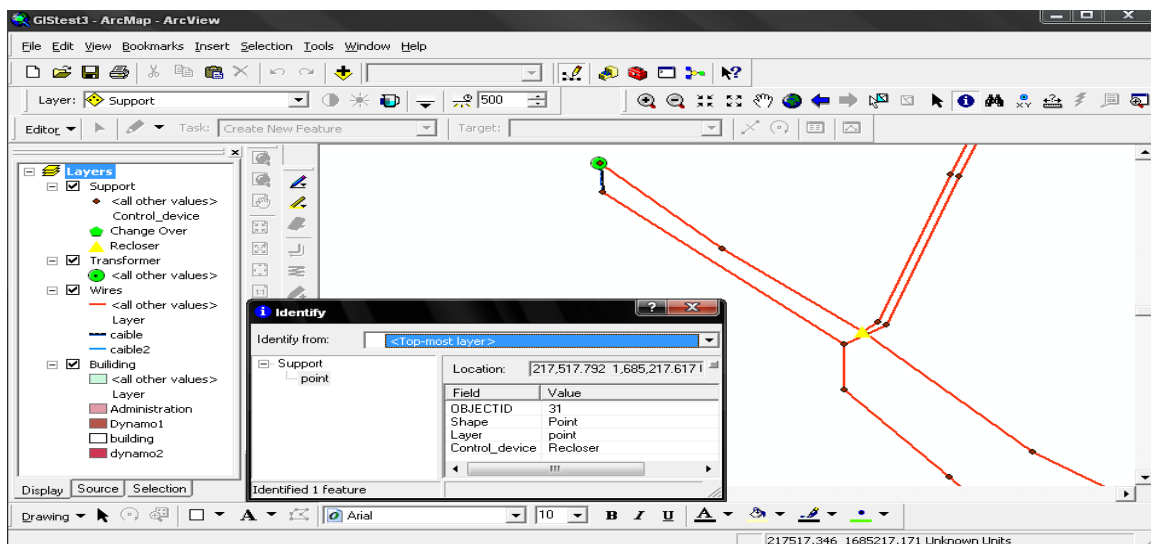 GIStest3 - ArcMap - ArcView
File Edit View Bookmarks Insert Selection Tools Window Help
Layer: Support 500
Editor Task: Create New Feature Target:
Layers
Support
<all other values>
Control_device
Change Over
Recloser
Transformer
<all other values>
Wires
<all other values>
Layer
caible
caible2
Building
<all other values>
Layer
Administration
Dynamo1
building
dynamo2
Display Source Selection
Identify
Identify from: <Top-most layer>
Support
point
Location: 217,517.792 1,685,217.617
Field Value
OBJECTID 31
Shape Point
Layer point
Control_device Recloser
Identified 1 feature
Drawing A Arial 10 B I U A
217517.346 1685217.171 Unknown Units